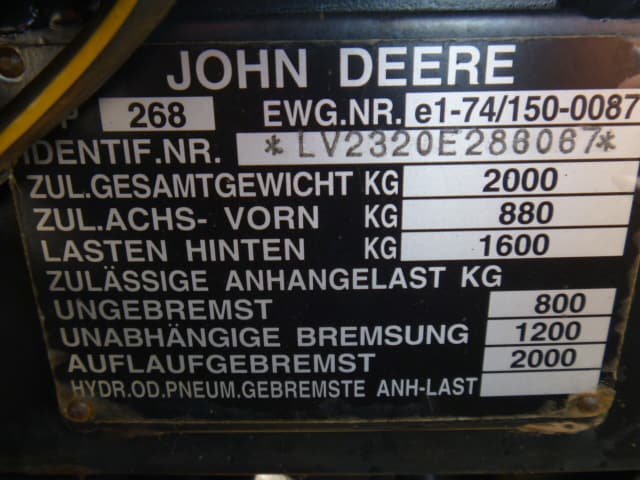 JOHN DEERE
268 EWG.NR. e1-74/150-0087
IDENTIF.NR. *LV2320E286067*
ZUL.GESAMTGEWICHT KG 2000
ZUL.ACHS- VORN KG 880
LASTEN HINTEN KG 1600
ZULÄSSIGE ANHANGELAST KG
UNGEBREMST 800
UNABHÄNGIGE BREMSUNG 1200
AUFLAUFGEBREMST 2000
HYDR.OD.PNEUM.GEBREMSTE ANH-LAST